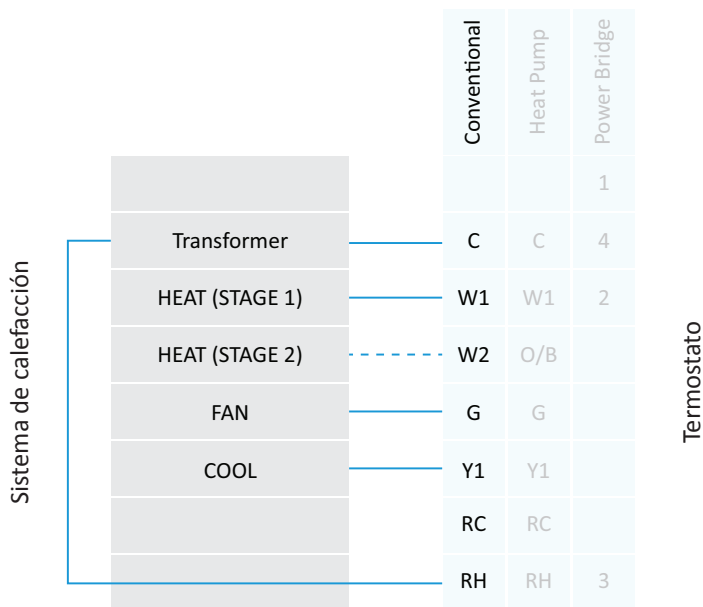 Conventional Heat Pump Power Bridge
1
Transformer C C 4
HEAT (STAGE 1) W1 W1 2
HEAT (STAGE 2) W2 O/B
FAN G G
COOL Y1 Y1
RC RC
RH RH 3
Sistema de calefacción
Termostato